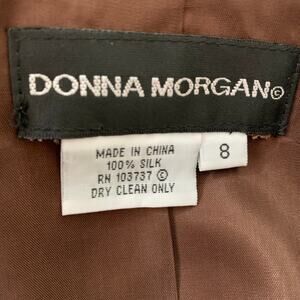 DONNA MORGAN©
MADE IN CHINA
100% SILK
RN 103737 ©
DRY CLEAN ONLY
8